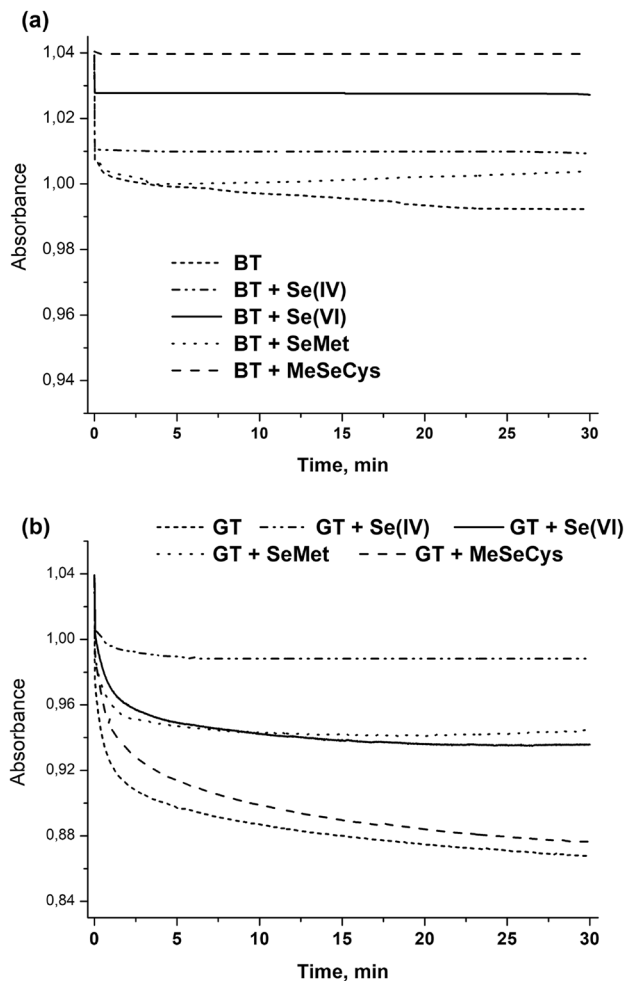 (a)
1,04
1,02
1,00
0,98
0,96
0,94
Absorbance
BT
BT + Se(IV)
BT + Se(VI)
BT + SeMet
BT + MeSeCys
0 5 10 15 20 25 30
Time, min
(b)
GT GT + Se(IV) GT + Se(VI)
GT + SeMet GT + MeSeCys
1,04
1,00
0,96
0,92
0,88
0,84
Absorbance
0 5 10 15 20 25 30
Time, min